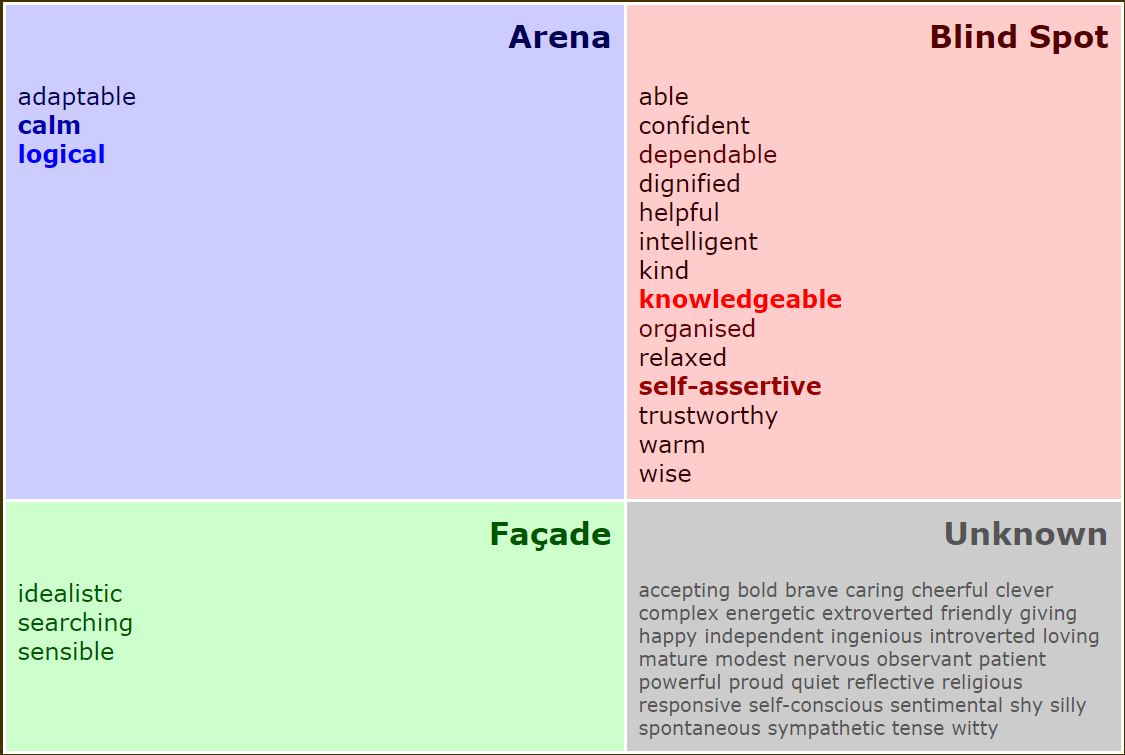 Arena
adaptable
calm
logical
Blind Spot
able
confident
dependable
dignified
helpful
intelligent
kind
knowledgeable
organised
relaxed
self-assertive
trustworthy
warm
wise
Façade
idealistic
searching
sensible
Unknown
accepting bold brave caring cheerful clever
complex energetic extroverted friendly giving
happy independent ingenious introverted loving
mature modest nervous observant patient
powerful proud quiet reflective religious
responsive self-conscious sentimental shy silly
spontaneous sympathetic tense witty